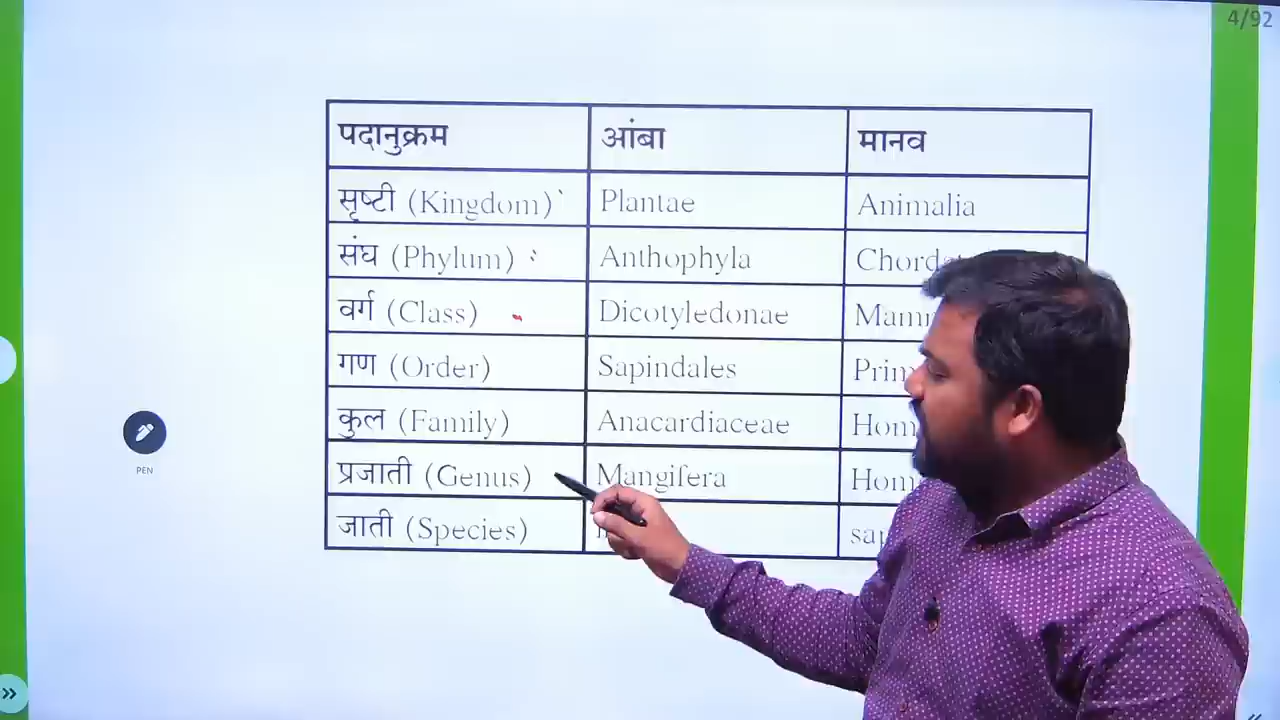 4/92
पदानुक्रम आंबा मानव
सृष्टी (Kingdom) Plantae Animalia
संघ (Phylum) Anthophyla
वर्ग (Class) Dicotyledonae
गण (Order) Sapindales
कुल (Family) Anacardiaceae
प्रजाती (Genus) Mangifera
जाती (Species)
PEN